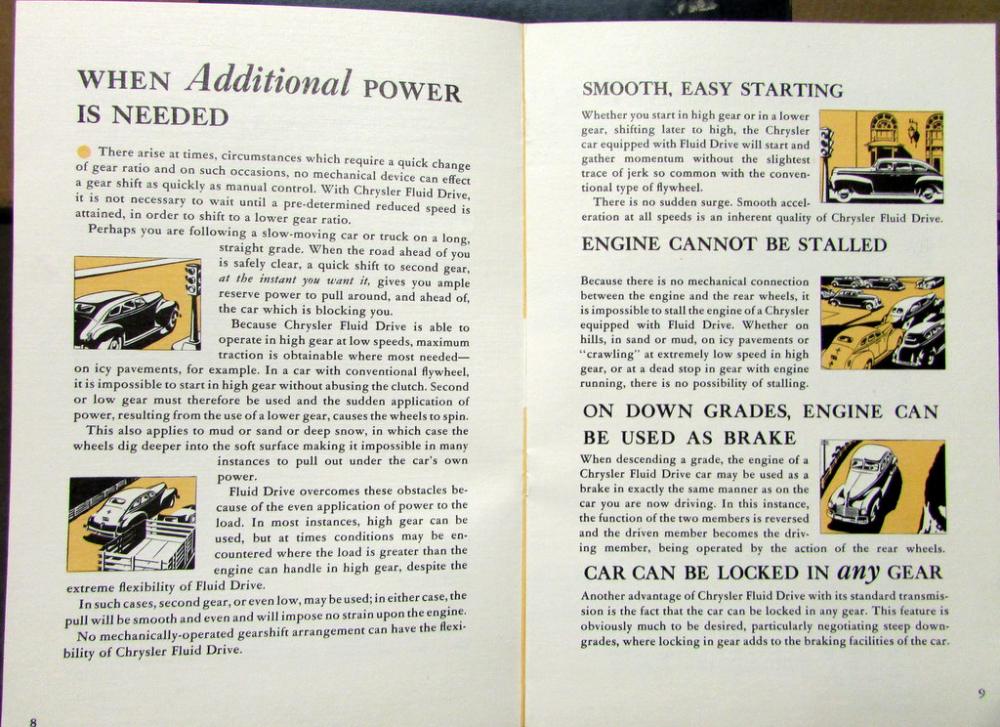 WHEN Additional POWER
IS NEEDED
There arise at times, circumstances which require a quick change
of gear ratio and on such occasions, no mechanical device can effect
a gear shift as quickly as manual control. With Chrysler Fluid Drive,
it is not necessary to wait until a pre-determined reduced speed is
attained, in order to shift to a lower gear ratio.
Perhaps you are following a slow-moving car or truck on a long,
straight grade. When the road ahead of you
is safely clear, a quick shift to second gear,
at the instant you want it, gives you ample
reserve power to pull around, and ahead of,
the car which is blocking you.
Because Chrysler Fluid Drive is able to
operate in high gear at low speeds, maximum
traction is obtainable where most needed—
on icy pavements, for example. In a car with conventional flywheel,
it is impossible to start in high gear without abusing the clutch. Second
or low gear must therefore be used and the sudden application of
power, resulting from the use of a lower gear, causes the wheels to spin.
This also applies to mud or sand or deep snow, in which case the
wheels dig deeper into the soft surface making it impossible in many
instances to pull out under the car's own
power.
Fluid Drive overcomes these obstacles be-
cause of the even application of power to the
load. In most instances, high gear can be
used, but at times conditions may be en-
countered where the load is greater than the
engine can handle in high gear, despite the
extreme flexibility of Fluid Drive.
In such cases, second gear, or even low, may be used; in either case, the
pull will be smooth and even and will impose no strain upon the engine.
No mechanically-operated gearshift arrangement can have the flexi-
bility of Chrysler Fluid Drive.
8
SMOOTH, EASY STARTING
Whether you start in high gear or in a lower
gear, shifting later to high, the Chrysler
car equipped with Fluid Drive will start and
gather momentum without the slightest
trace of jerk so common with the conven-
tional type of flywheel.
There is no sudden surge. Smooth accel-
eration at all speeds is an inherent quality of Chrysler Fluid Drive.
ENGINE CANNOT BE STALLED
Because there is no mechanical connection
between the engine and the rear wheels, it
is impossible to stall the engine of a Chrysler
equipped with Fluid Drive. Whether on
hills, in sand or mud, on icy pavements or
"crawling" at extremely low speed in high
gear, or at a dead stop in gear with engine
running, there is no possibility of stalling.
ON DOWN GRADES, ENGINE CAN
BE USED AS BRAKE
When descending a grade, the engine of a
Chrysler Fluid Drive car may be used as a
brake in exactly the same manner as on the
car you are now driving. In this instance,
the function of the two members is reversed
and the driven member becomes the driv-
ing member, being operated by the action of the rear wheels.
CAR CAN BE LOCKED IN any GEAR
Another advantage of Chrysler Fluid Drive with its standard transmis-
sion is the fact that the car can be locked in any gear. This feature is
obviously much to be desired, particularly negotiating steep down-
grades, where locking in gear adds to the braking facilities of the car.
9